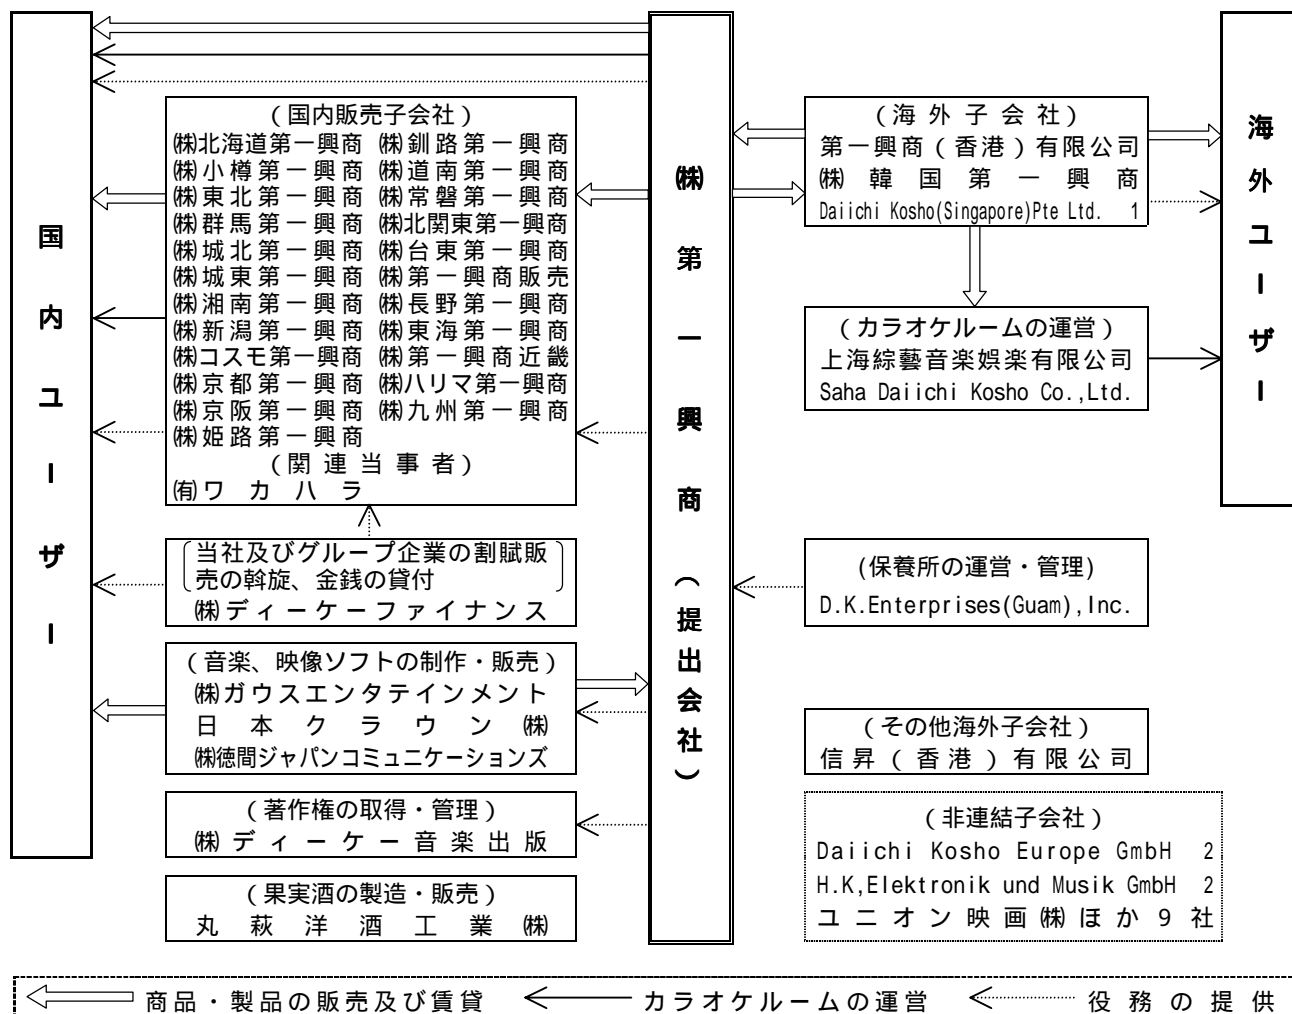 国内ユーザー
(国内販売子会社)
㈱北海道第一興商 ㈱釧路第一興商
㈱小樽第一興商 ㈱道南第一興商
㈱東北第一興商 ㈱常磐第一興商
㈱群馬第一興商 ㈱北関東第一興商
㈱城北第一興商 ㈱台東第一興商
㈱城東第一興商 ㈱第一興商販売
㈱湘南第一興商 ㈱長野第一興商
㈱新潟第一興商 ㈱東海第一興商
㈱コスモ第一興商 ㈱第一興商近畿
㈱京都第一興商 ㈱ハリマ第一興商
㈱京阪第一興商 ㈱九州第一興商
㈱姫路第一興商
(関連当事者)
㈲ワカハラ
当社及びグループ企業の割賦販
売の斡旋、金銭の貸付
㈱ディーケーファイナンス
(音楽、映像ソフトの制作・販売)
㈱ガウスエンタテインメント
日本クラウン㈱
㈱徳間ジャパンコミュニケーションズ
(著作権の取得・管理)
㈱ディーケー音楽出版
(果実酒の製造・販売)
丸萩洋酒工業㈱
㈱第一興商(提出会社)
(海外子会社)
第一興商(香港)有限公司
㈱韓国第一興商
Daiichi Kosho(Singapore)Pte Ltd. 1
(カラオケルームの運営)
上海綜藝音楽娯楽有限公司
Saha Daiichi Kosho Co.,Ltd.
(保養所の運営・管理)
D.K.Enterprises(Guam),Inc.
(その他海外子会社)
信昇(香港)有限公司
(非連結子会社)
Daiichi Kosho Europe GmbH 2
H.K,Elektronik und Musik GmbH 2
ユニオン映画㈱ほか9社
海外ユーザー
商品・製品の販売及び賃貸 カラオケルームの運営 役務の提供